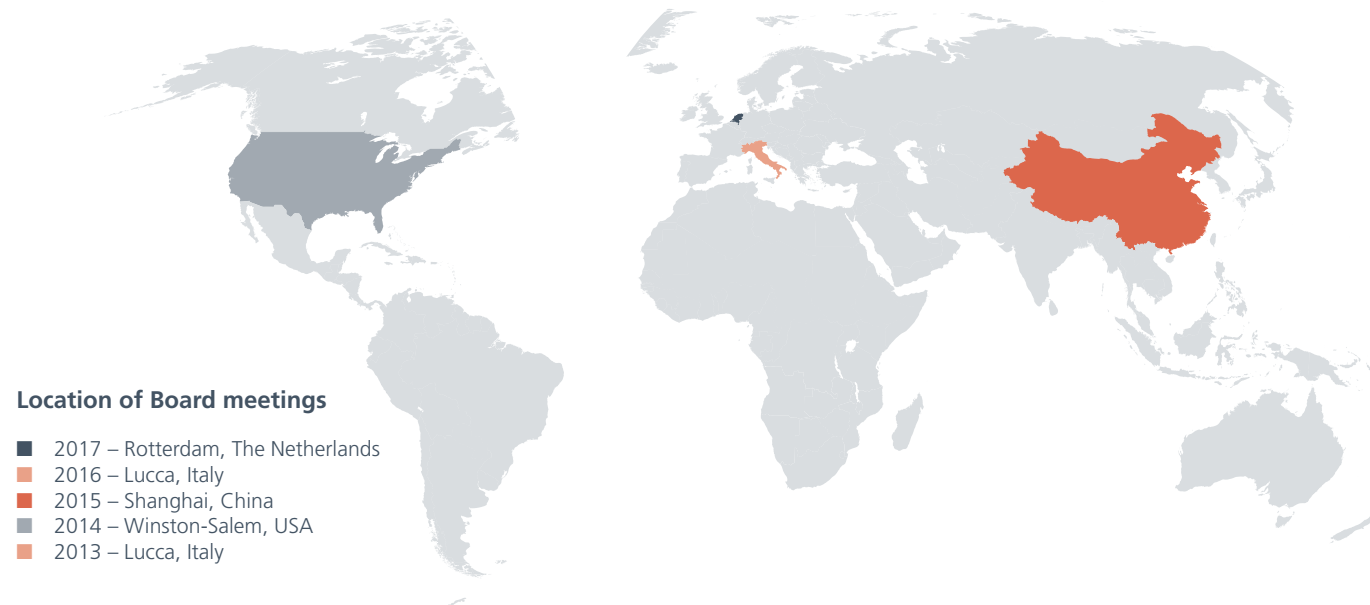 Location of Board meetings
2017 – Rotterdam, The Netherlands
2016 – Lucca, Italy
2015 – Shanghai, China
2014 – Winston-Salem, USA
2013 – Lucca, Italy